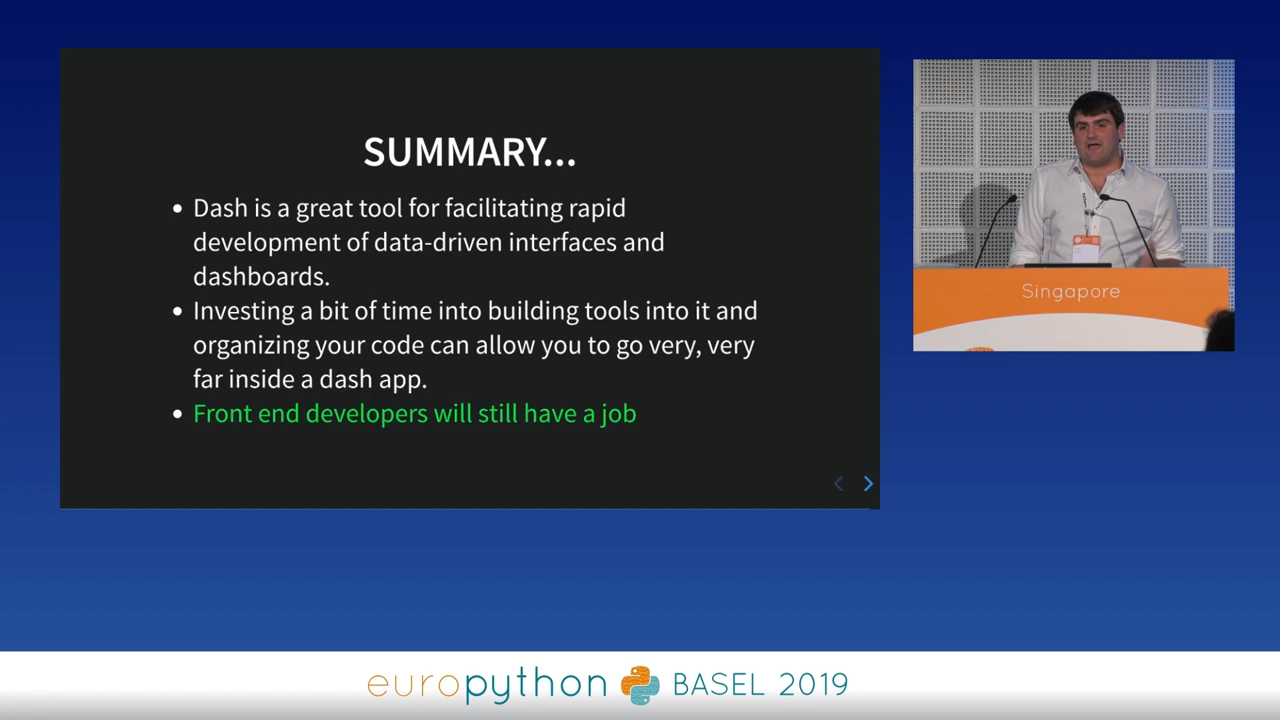 SUMMARY...
• Dash is a great tool for facilitating rapid
development of data-driven interfaces and
dashboards.
• Investing a bit of time into building tools into it and
organizing your code can allow you to go very, very
far inside a dash app.
• Front end developers will still have a job
Singapore
europython BASEL 2019